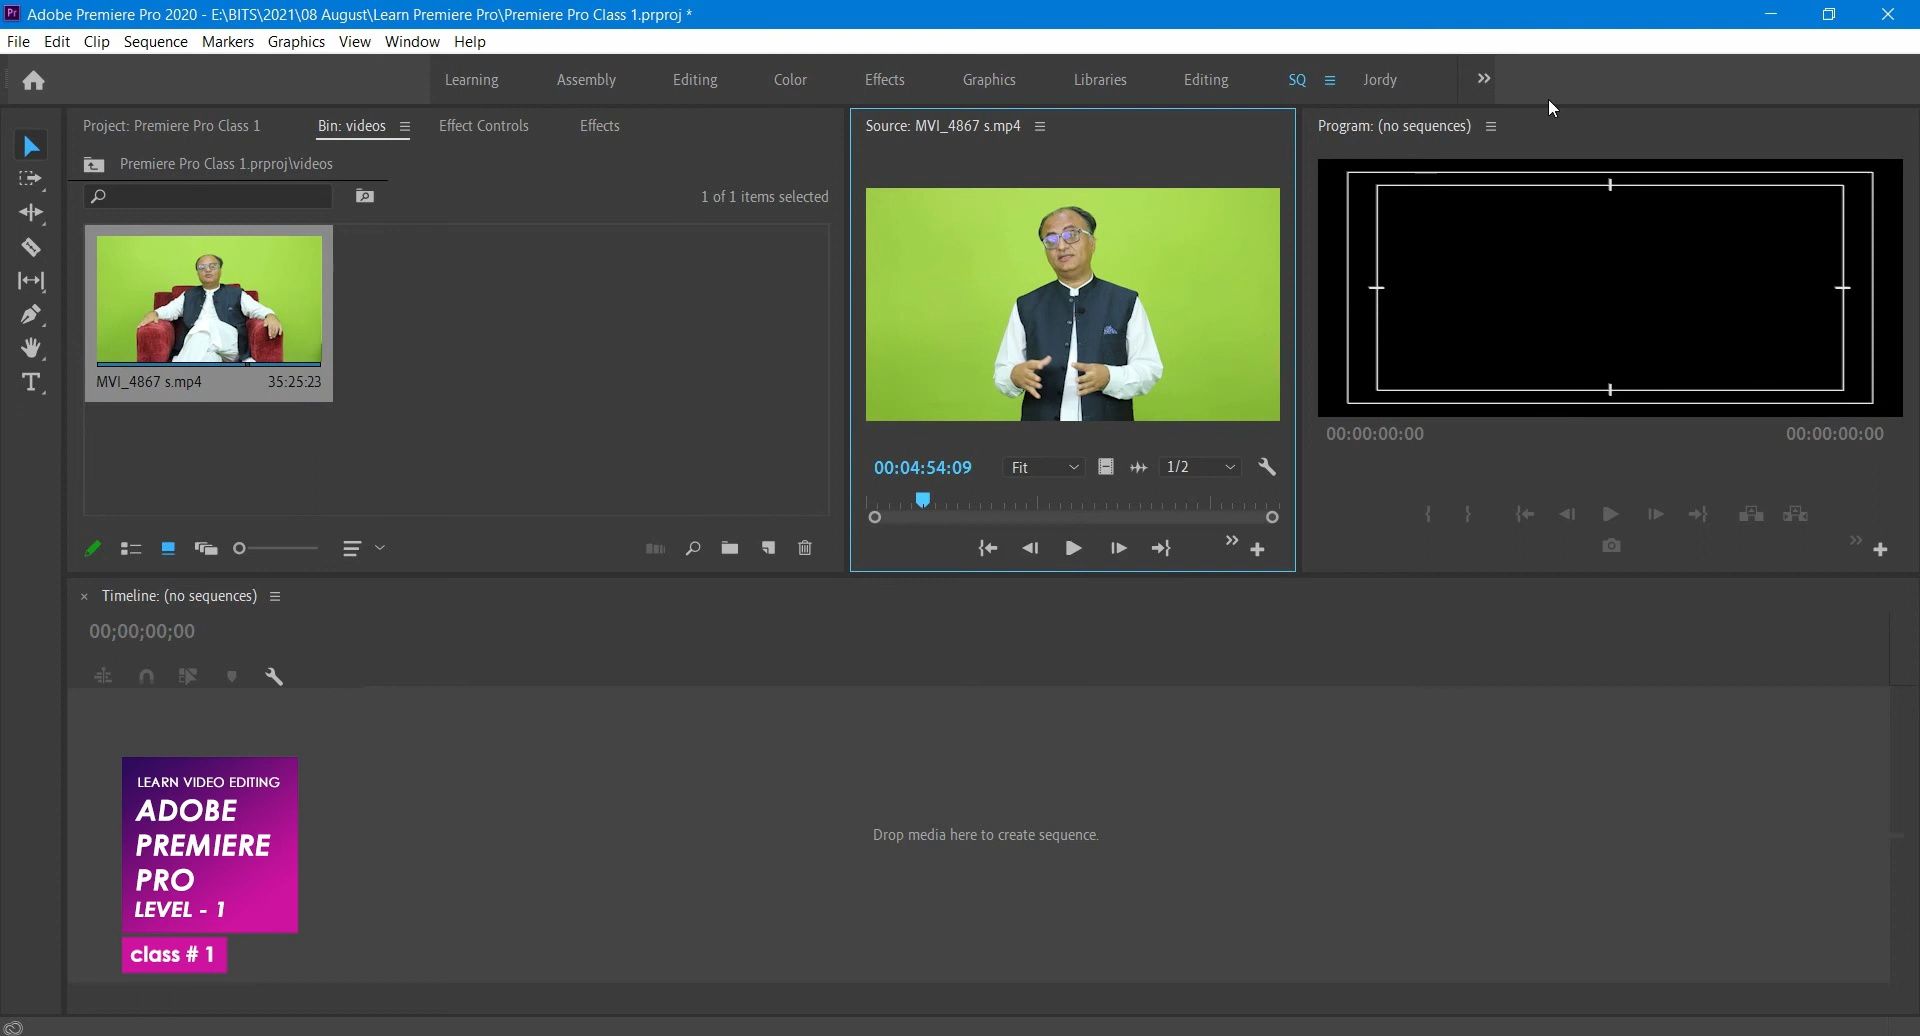 Adobe Premiere Pro 2020 - E:\BITS\2021\08 August\Learn Premiere Pro\Premiere Pro Class 1.prproj *
File Edit Clip Sequence Markers Graphics View Window Help
Learning Assembly Editing Color Effects Graphics Libraries Editing SQ Jordy
Project: Premiere Pro Class 1 Bin: videos Effect Controls Effects
Premiere Pro Class 1.prproj\videos
1 of 1 items selected
MVI_4867 s.mp4 35:25:23
Source: MVI_4867 s.mp4
00:04:54:09 Fit 1/2
Program: (no sequences)
00:00:00:00 00:00:00:00
Timeline: (no sequences)
00;00;00;00
Drop media here to create sequence.
LEARN VIDEO EDITING
ADOBE
PREMIERE
PRO
LEVEL - 1
class # 1